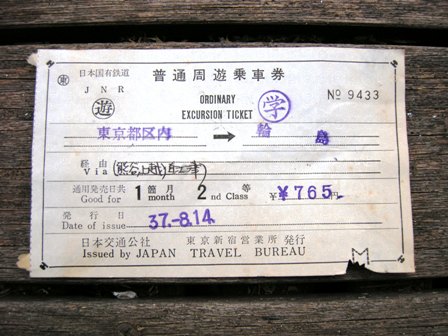 東 日本国有鉄道 普通周遊乗車券
J N R
遊 ORDINARY 学 № 9433
EXCURSION TICKET
東京都区内 → 輪島
経由
Via
通用発売日共 1 箇月 2 等 ¥765.
Good for month nd Class
発行日
Date of issue 37.-8.14
日本交通公社 東京新宿営業所 発行
Issued by JAPAN TRAVEL BUREAU